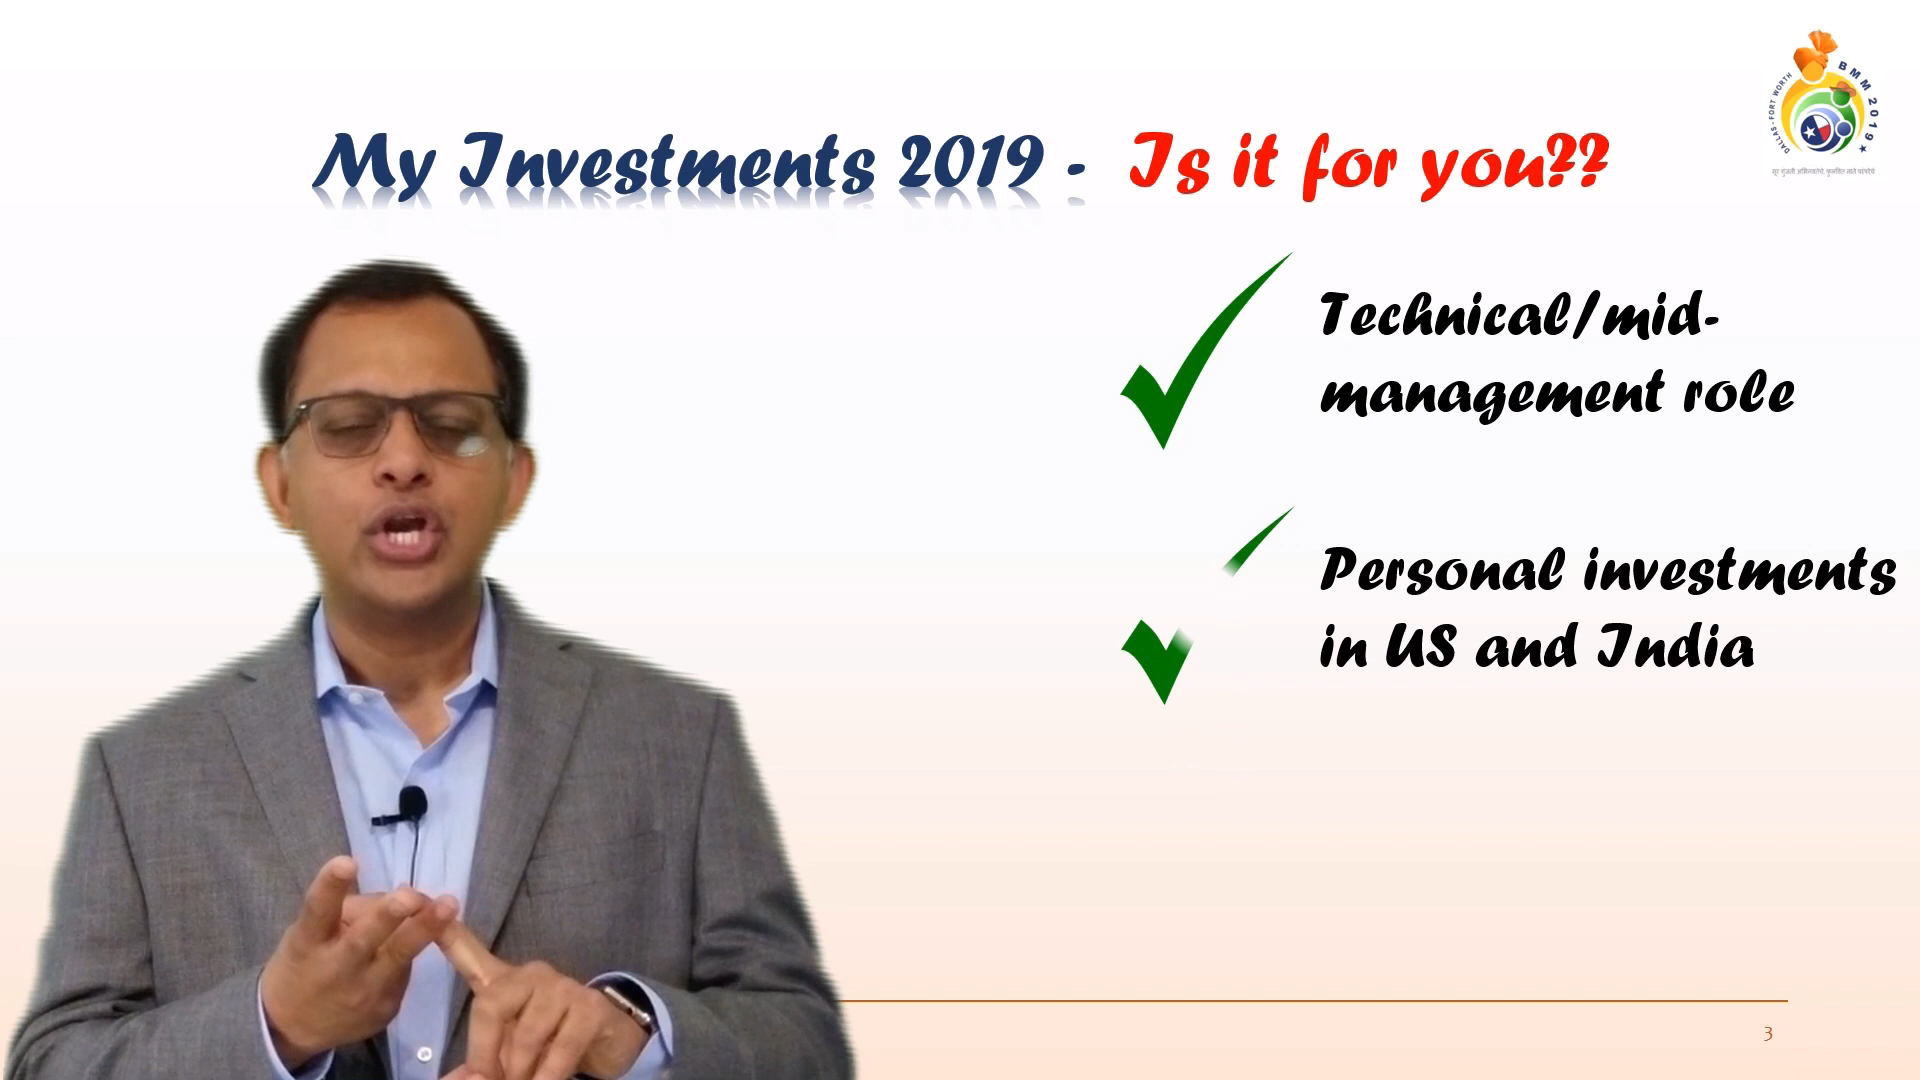 My Investments 2019 - Is it for you??
DALLAS - FORT WORTH
BMM 2019
Technical/mid-
management role
Personal investments
in US and India
3